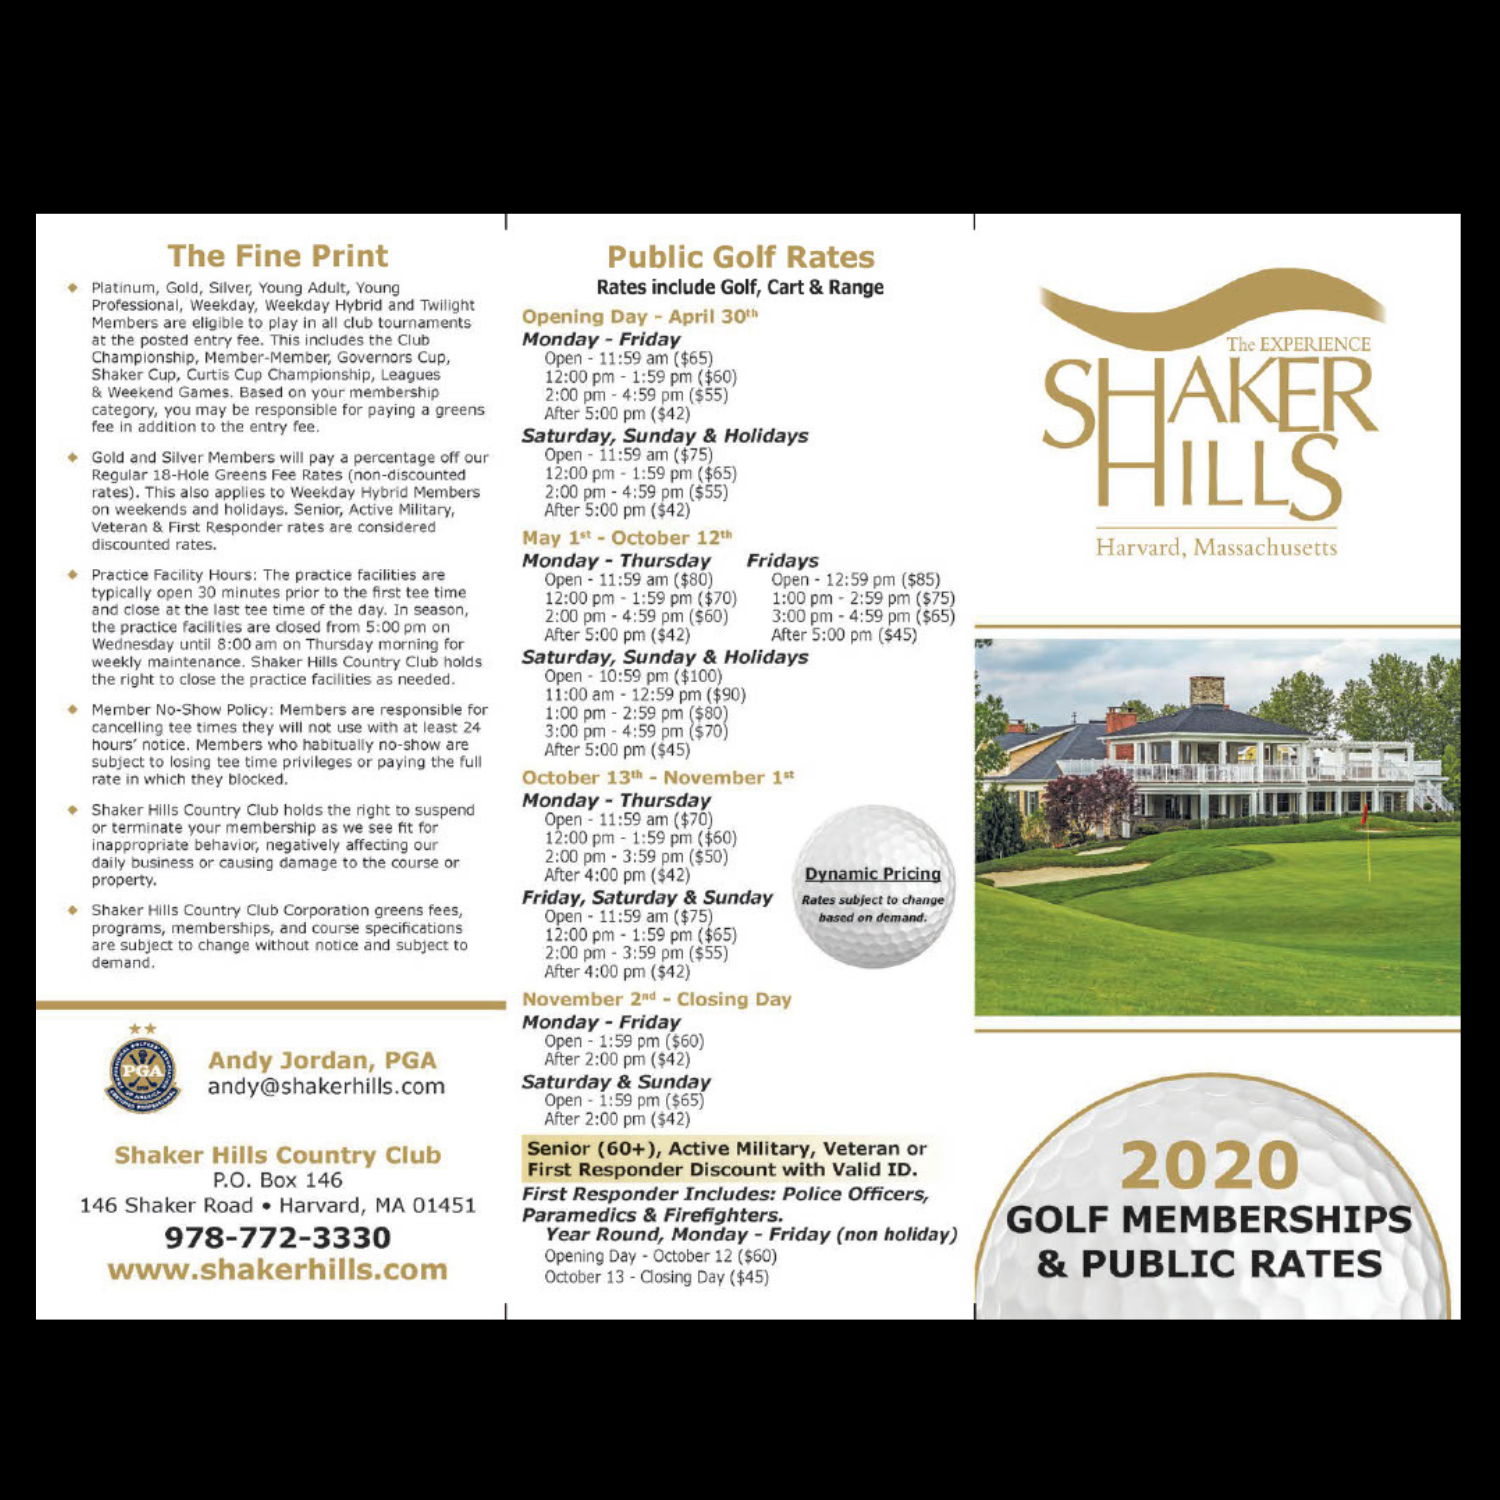 The Fine Print
Platinum, Gold, Silver, Young Adult, Young
Professional, Weekday, Weekday Hybrid and Twilight
Members are eligible to play in all club tournaments
at the posted entry fee. This includes the Club
Championship, Member-Member, Governors Cup,
Shaker Cup, Curtis Cup Championship, Leagues
& Weekend Games. Based on your membership
category, you may be responsible for paying a greens
fee in addition to the entry fee.
Gold and Silver Members will pay a percentage off our
Regular 18-Hole Greens Fee Rates (non-discounted
rates). This also applies to Weekday Hybrid Members
on weekends and holidays. Senior, Active Military,
Veteran & First Responder rates are considered
discounted rates.
Practice Facility Hours: The practice facilities are
typically open 30 minutes prior to the first tee time
and close at the last tee time of the day. In season,
the practice facilities are closed from 5:00 pm on
Wednesday until 8:00 am on Thursday morning for
weekly maintenance. Shaker Hills Country Club holds
the right to close the practice facilities as needed.
Member No-Show Policy: Members are responsible for
cancelling tee times they will not use with at least 24
hours' notice. Members who habitually no-show are
subject to losing tee time privileges or paying the full
rate in which they blocked.
Shaker Hills Country Club holds the right to suspend
or terminate your membership as we see fit for
inappropriate behavior, negatively affecting our
daily business or causing damage to the course or
property.
Shaker Hills Country Club Corporation greens fees,
programs, memberships, and course specifications
are subject to change without notice and subject to
demand.
PGA
Andy Jordan, PGA
andy@shakerhills.com
Shaker Hills Country Club
P.O. Box 146
146 Shaker Road • Harvard, MA 01451
978-772-3330
www.shakerhills.com
Public Golf Rates
Rates include Golf, Cart & Range
Opening Day - April 30th
Monday - Friday
Open - 11:59 am ($65)
12:00 pm - 1:59 pm ($60)
2:00 pm - 4:59 pm ($55)
After 5:00 pm ($42)
Saturday, Sunday & Holidays
Open - 11:59 am ($75)
12:00 pm - 1:59 pm ($65)
2:00 pm - 4:59 pm ($55)
After 5:00 pm ($42)
May 1st - October 12th
Monday - Thursday
Open - 11:59 am ($80)
12:00 pm - 1:59 pm ($70)
2:00 pm - 4:59 pm ($60)
After 5:00 pm ($42)
Fridays
Open - 12:59 pm ($85)
1:00 pm - 2:59 pm ($75)
3:00 pm - 4:59 pm ($65)
After 5:00 pm ($45)
Saturday, Sunday & Holidays
Open - 10:59 pm ($100)
11:00 am - 12:59 pm ($90)
1:00 pm - 2:59 pm ($80)
3:00 pm - 4:59 pm ($70)
After 5:00 pm ($45)
October 13th - November 1st
Monday - Thursday
Open - 11:59 am ($70)
12:00 pm - 1:59 pm ($60)
2:00 pm - 3:59 pm ($50)
After 4:00 pm ($42)
Friday, Saturday & Sunday
Open - 11:59 am ($75)
12:00 pm - 1:59 pm ($65)
2:00 pm - 3:59 pm ($55)
After 4:00 pm ($42)
Dynamic Pricing
Rates subject to change
based on demand.
November 2nd - Closing Day
Monday - Friday
Open - 1:59 pm ($60)
After 2:00 pm ($42)
Saturday & Sunday
Open - 1:59 pm ($65)
After 2:00 pm ($42)
Senior (60+), Active Military, Veteran or
First Responder Discount with Valid ID.
First Responder Includes: Police Officers,
Paramedics & Firefighters.
Year Round, Monday - Friday (non holiday)
Opening Day - October 12 ($60)
October 13 - Closing Day ($45)
The EXPERIENCE
SHAKER
HILLS
Harvard, Massachusetts
2020
GOLF MEMBERSHIPS
& PUBLIC RATES